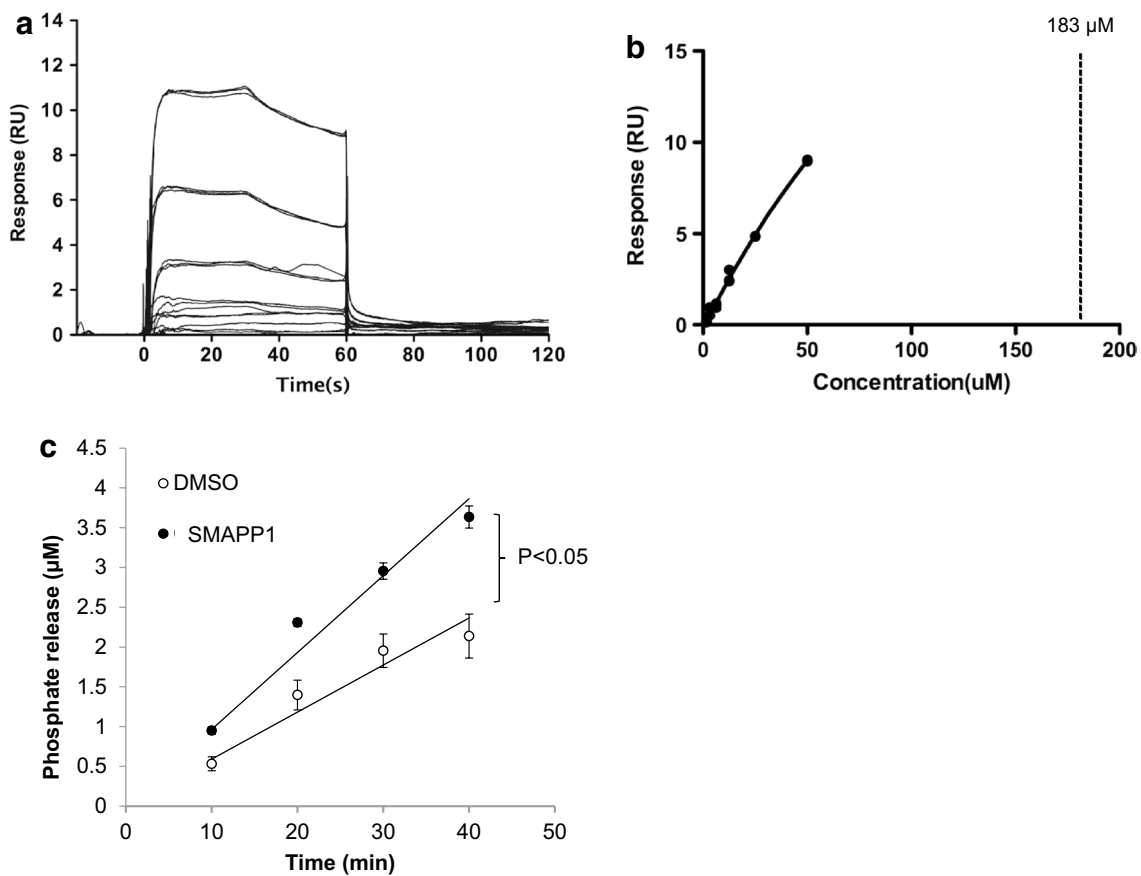 a
14
12
10
8
6
4
2
0
Response (RU)
0 20 40 60 80 100 120
Time(s)
b
183 µM
15
10
5
0
Response (RU)
0 50 100 150 200
Concentration(uM)
c
4.5
4
3.5
3
2.5
2
1.5
1
0.5
0
Phosphate release (µM)
DMSO
SMAPP1
P<0.05
0 10 20 30 40 50
Time (min)